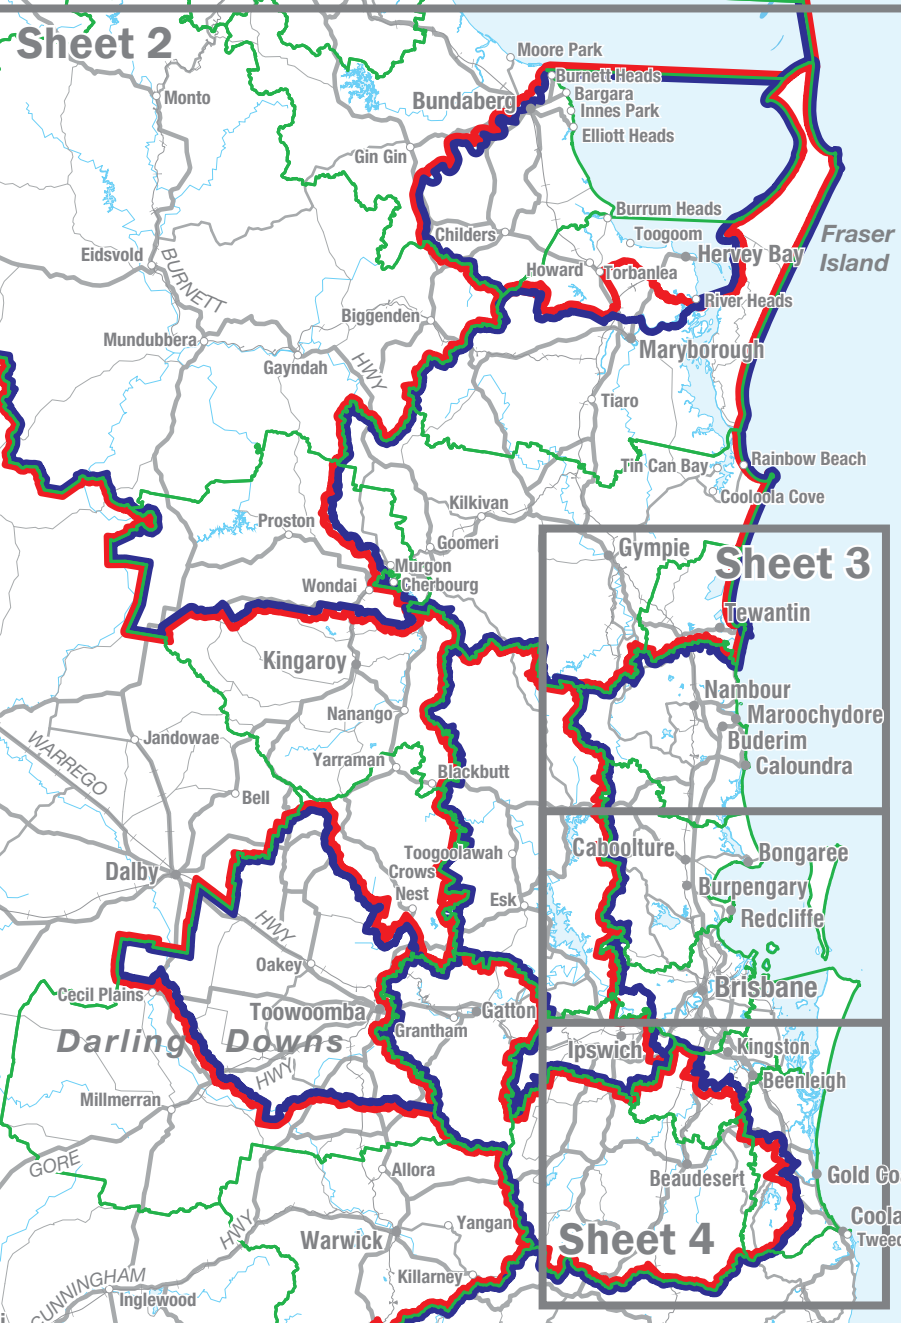 Sheet 2
Moore Park
Burnett Heads
Bargara
Innes Park
Elliott Heads
Bundaberg
Monto
Gin Gin
Burrum Heads
Toogoom
Hervey Bay
Fraser
Island
Childers
Eidsvold
BURNETT
Howard
Torbanlea
River Heads
Biggenden
Mundubbera
Gayndah
HWY
Maryborough
Tiaro
Tin Can Bay
Rainbow Beach
Cooloola Cove
Kilkivan
Proston
Goomeri
Gympie
Sheet 3
Murgon
Wondai
Cherbourg
Tewantin
Kingaroy
Nambour
Nanango
Maroochydore
Buderim
WARREGO
Jandowae
Yarraman
Blackbutt
Caloundra
Bell
Toogoolawah
Caboolture
Bongaree
Dalby
Crows
Nest
Esk
Burpengary
Redcliffe
HWY
Oakey
Cecil Plains
Brisbane
Toowoomba
Gatton
Grantham
Darling Downs
Ipswich
Kingston
HWY
Beenleigh
Millmerran
GORE
Allora
Beaudesert
Gold Co
HWY
Yangan
Coola
Warwick
Sheet 4
Tweed
Killarney
CUNNINGHAM
Inglewood